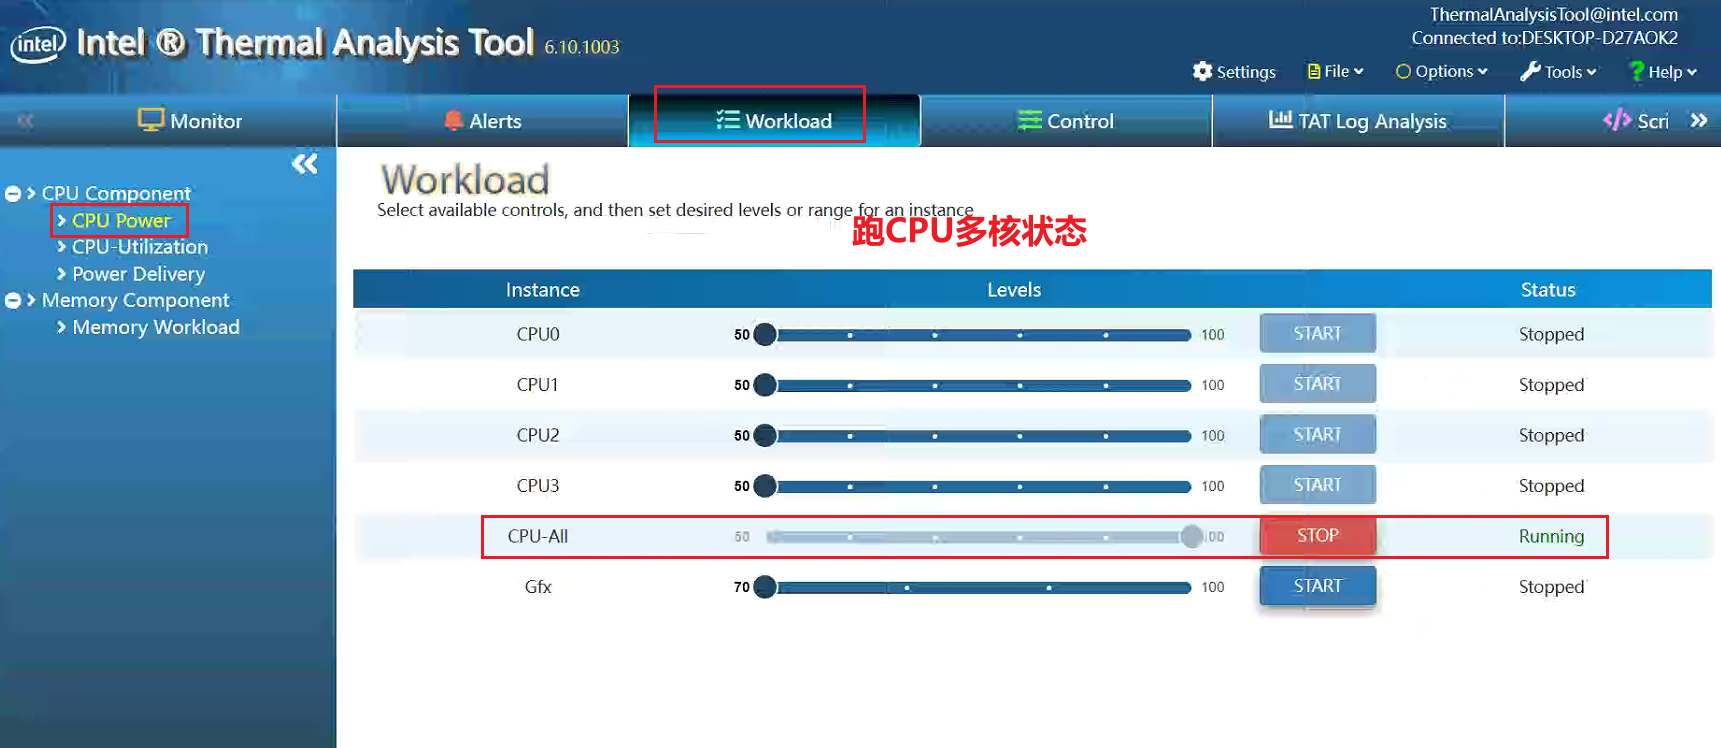 ThermalAnalysisTool@intel.com
Connected to:DESKTOP-D27AOK2
intel Intel ® Thermal Analysis Tool 6.10.1003
Settings File Options Tools Help
Monitor Alerts Workload Control TAT Log Analysis Scri
CPU Component
CPU Power
CPU-Utilization
Power Delivery
Memory Component
Memory Workload
Workload
Select available controls, and then set desired levels or range for an instance
跑CPU多核状态
Instance Levels Status
CPU0 50 100 START Stopped
CPU1 50 100 START Stopped
CPU2 50 100 START Stopped
CPU3 50 100 START Stopped
CPU-All 50 00 STOP Running
Gfx 70 100 START Stopped